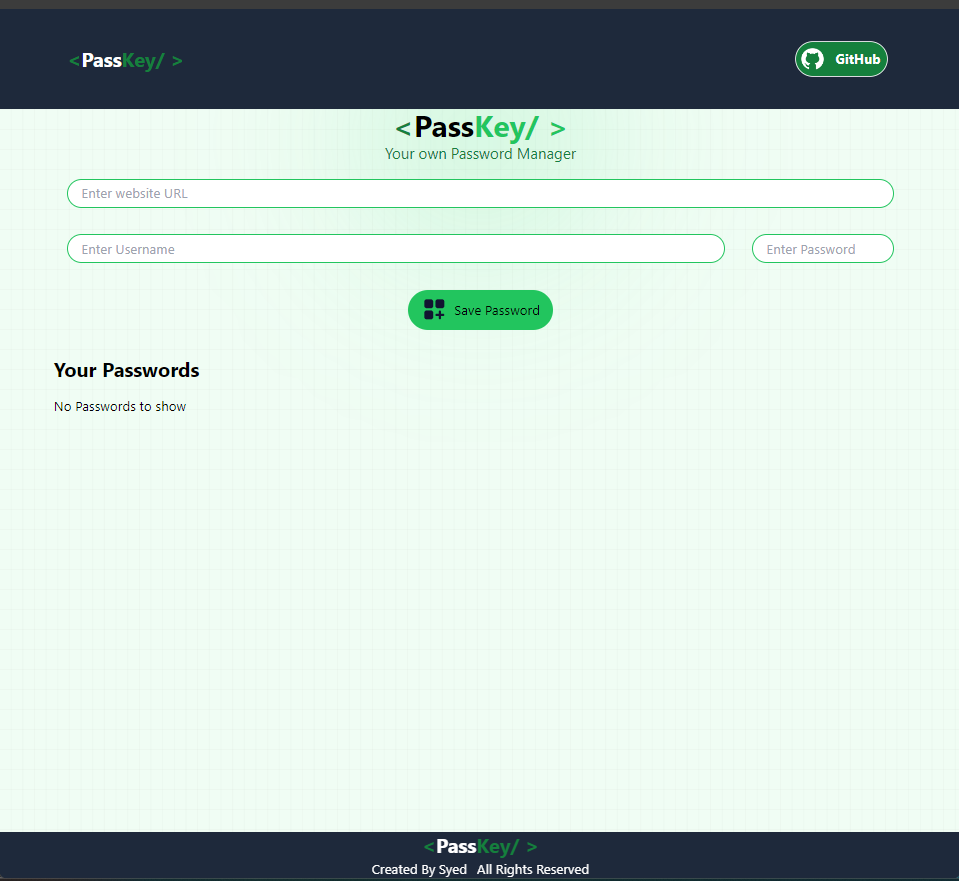 <PassKey/ >
GitHub
<PassKey/ >
Your own Password Manager
Enter website URL
Enter Username
Enter Password
Save Password
Your Passwords
No Passwords to show
<PassKey/ >
Created By Syed All Rights Reserved